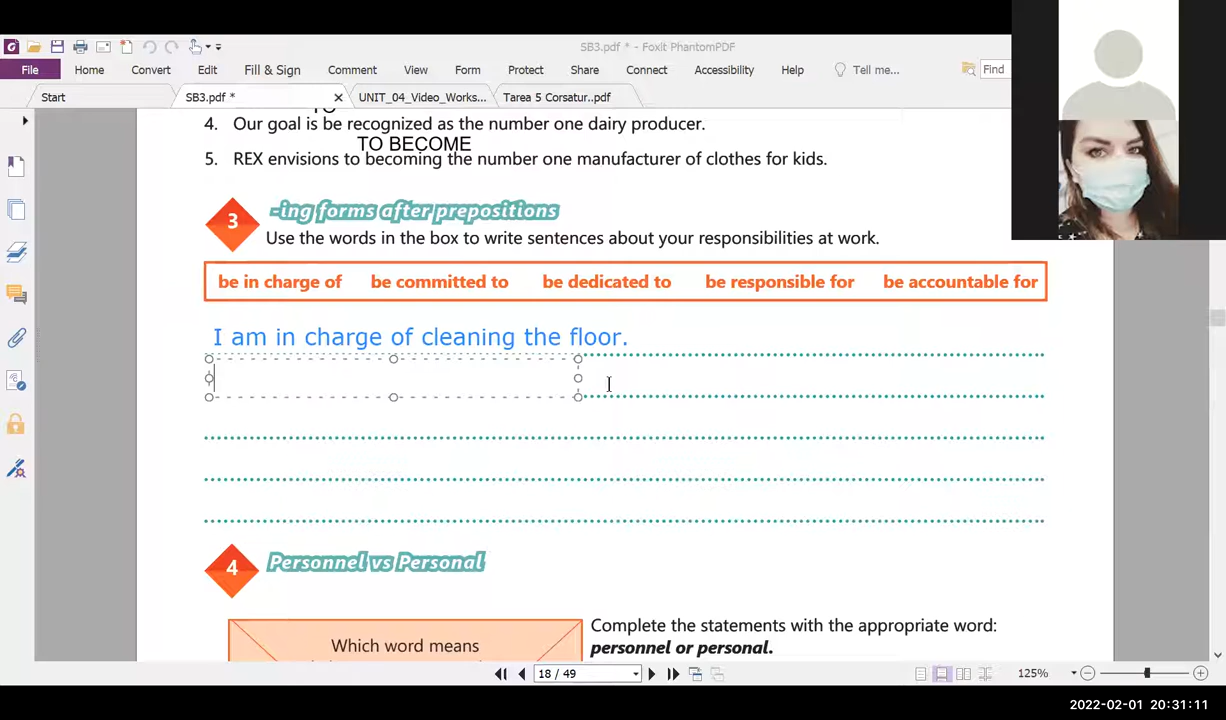 SB3.pdf * - Foxit PhantomPDF
File Home Convert Edit Fill & Sign Comment View Form Protect Share Connect Accessibility Help Tell me... Find
Start SB3.pdf * UNIT_04_Video_Works... Tarea 5 Corsatur..pdf
4. Our goal is be recognized as the number one dairy producer.
TO BECOME
5. REX envisions to becoming the number one manufacturer of clothes for kids.
3 -ing forms after prepositions
Use the words in the box to write sentences about your responsibilities at work.
be in charge of be committed to be dedicated to be responsible for be accountable for
I am in charge of cleaning the floor.
4 Personnel vs Personal
Which word means
Complete the statements with the appropriate word:
personnel or personal.
18 / 49 125%
2022-02-01 20:31:11